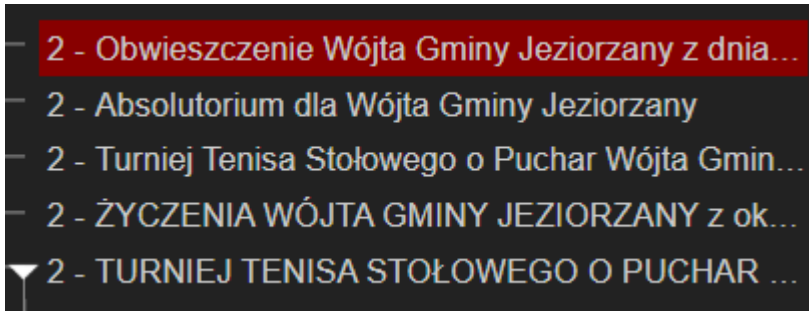 2 - Obwieszczenie Wójta Gminy Jeziorzany z dnia...
2 - Absolutorium dla Wójta Gminy Jeziorzany
2 - Turniej Tenisa Stołowego o Puchar Wójta Gmin...
2 - ŻYCZENIA WÓJTA GMINY JEZIORZANY z ok...
2 - TURNIEJ TENISA STOŁOWEGO O PUCHAR ...